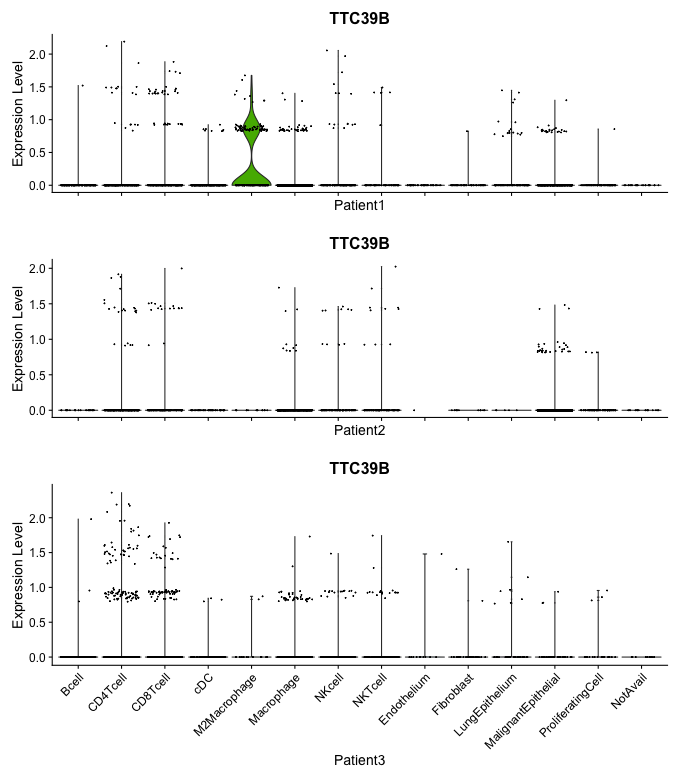 TTC39B
Expression Level
2.0
1.5
1.0
0.5
0.0
Patient1
TTC39B
Expression Level
2.0
1.5
1.0
0.5
0.0
Patient2
TTC39B
Expression Level
2.0
1.5
1.0
0.5
0.0
Bcell
CD4Tcell
CD8Tcell
cDC
M2Macrophage
Macrophage
NKcell
NKTcell
Endothelium
Fibroblast
LungEpithelium
MalignantEpithelial
ProliferatingCell
NotAvail
Patient3